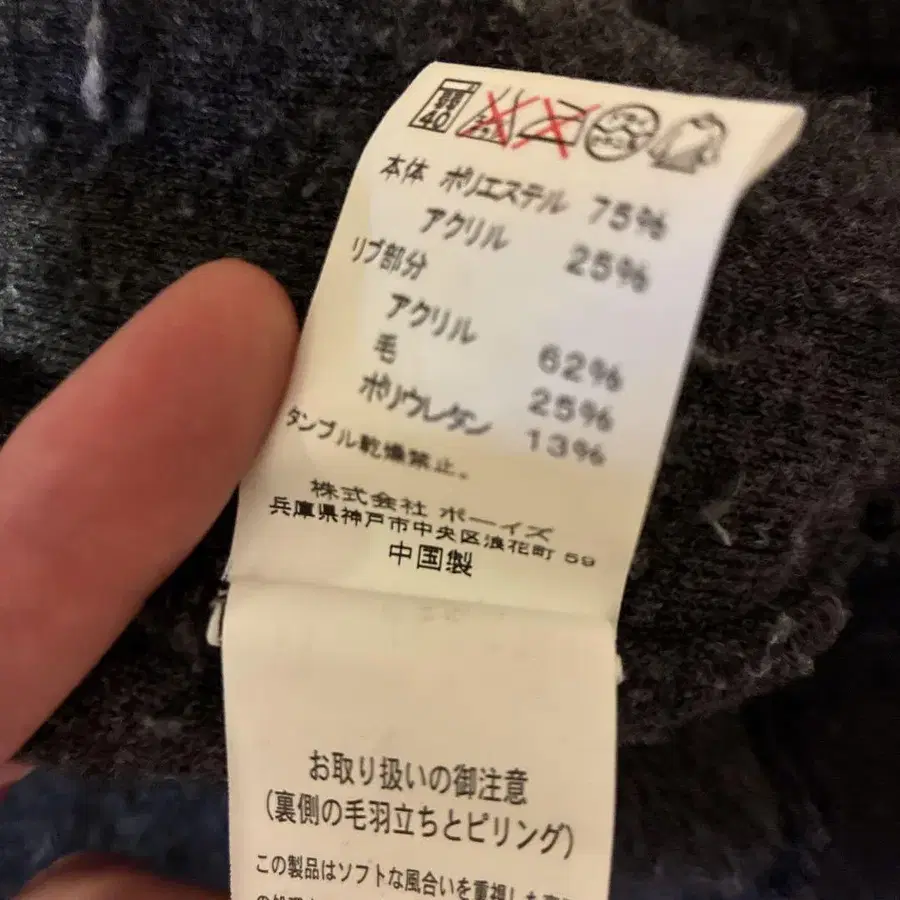 弱
40
本体 ポリエステル 75%
アクリル 25%
リブ部分
アクリル 62%
毛 25%
ポリウレタン 13%
タンブル乾燥禁止。
株式会社 ボーイズ
兵庫県神戸市中央区浪花町 59
中国製
お取り扱いの御注意
(裏側の毛羽立ちとピリング)
この製品はソフトな風合いを重視した